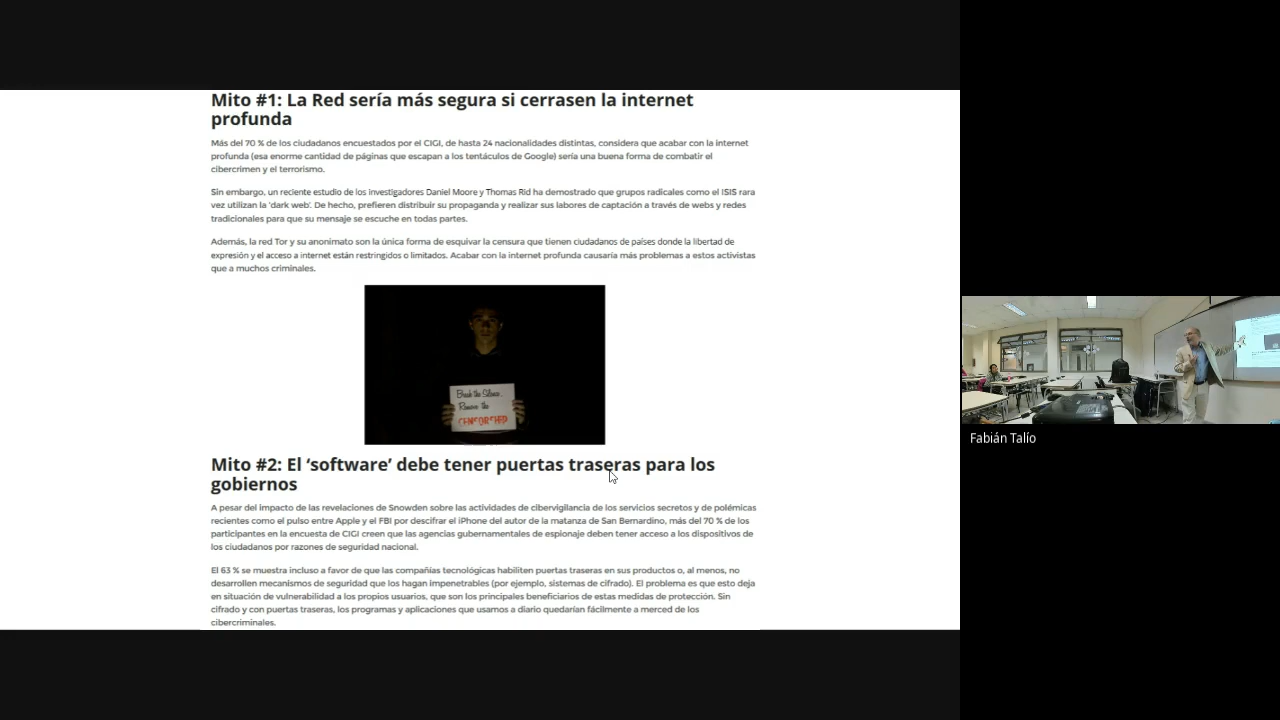 Mito #1: La Red sería más segura si cerrasen la internet
profunda
Más del 70 % de los ciudadanos encuestados por el CIGI, de hasta 24 nacionalidades distintas, considera que acabar con la internet
profunda (esa enorme cantidad de páginas que escapan a los tentáculos de Google) sería una buena forma de combatir el
cibercrimen y el terrorismo.
Sin embargo, un reciente estudio de los investigadores Daniel Moore y Thomas Rid ha demostrado que grupos radicales como el ISIS rara
vez utilizan la 'dark web'. De hecho, prefieren distribuir su propaganda y realizar sus labores de captación a través de webs y redes
tradicionales para que su mensaje se escuche en todas partes.
Además, la red Tor y su anonimato son la única forma de esquivar la censura que tienen ciudadanos de países donde la libertad de
expresión y el acceso a internet están restringidos o limitados. Acabar con la internet profunda causaría más problemas a estos activistas
que a muchos criminales.
Break the Silence.
Remove the
CENSORSHIP
Mito #2: El ‘software’ debe tener puertas traseras para los
gobiernos
A pesar del impacto de las revelaciones de Snowden sobre las actividades de cibervigilancia de los servicios secretos y de polémicas
recientes como el pulso entre Apple y el FBI por descifrar el iPhone del autor de la matanza de San Bernardino, más del 70 % de los
participantes en la encuesta de CIGI creen que las agencias gubernamentales de espionaje deben tener acceso a los dispositivos de
los ciudadanos por razones de seguridad nacional.
El 63 % se muestra incluso a favor de que las compañías tecnológicas habiliten puertas traseras en sus productos o, al menos, no
desarrollen mecanismos de seguridad que los hagan impenetrables (por ejemplo, sistemas de cifrado). El problema es que esto deja
en situación de vulnerabilidad a los propios usuarios, que son los principales beneficiarios de estas medidas de protección. Sin
cifrado y con puertas traseras, los programas y aplicaciones que usamos a diario quedarían fácilmente a merced de los
cibercriminales.
Fabián Talío